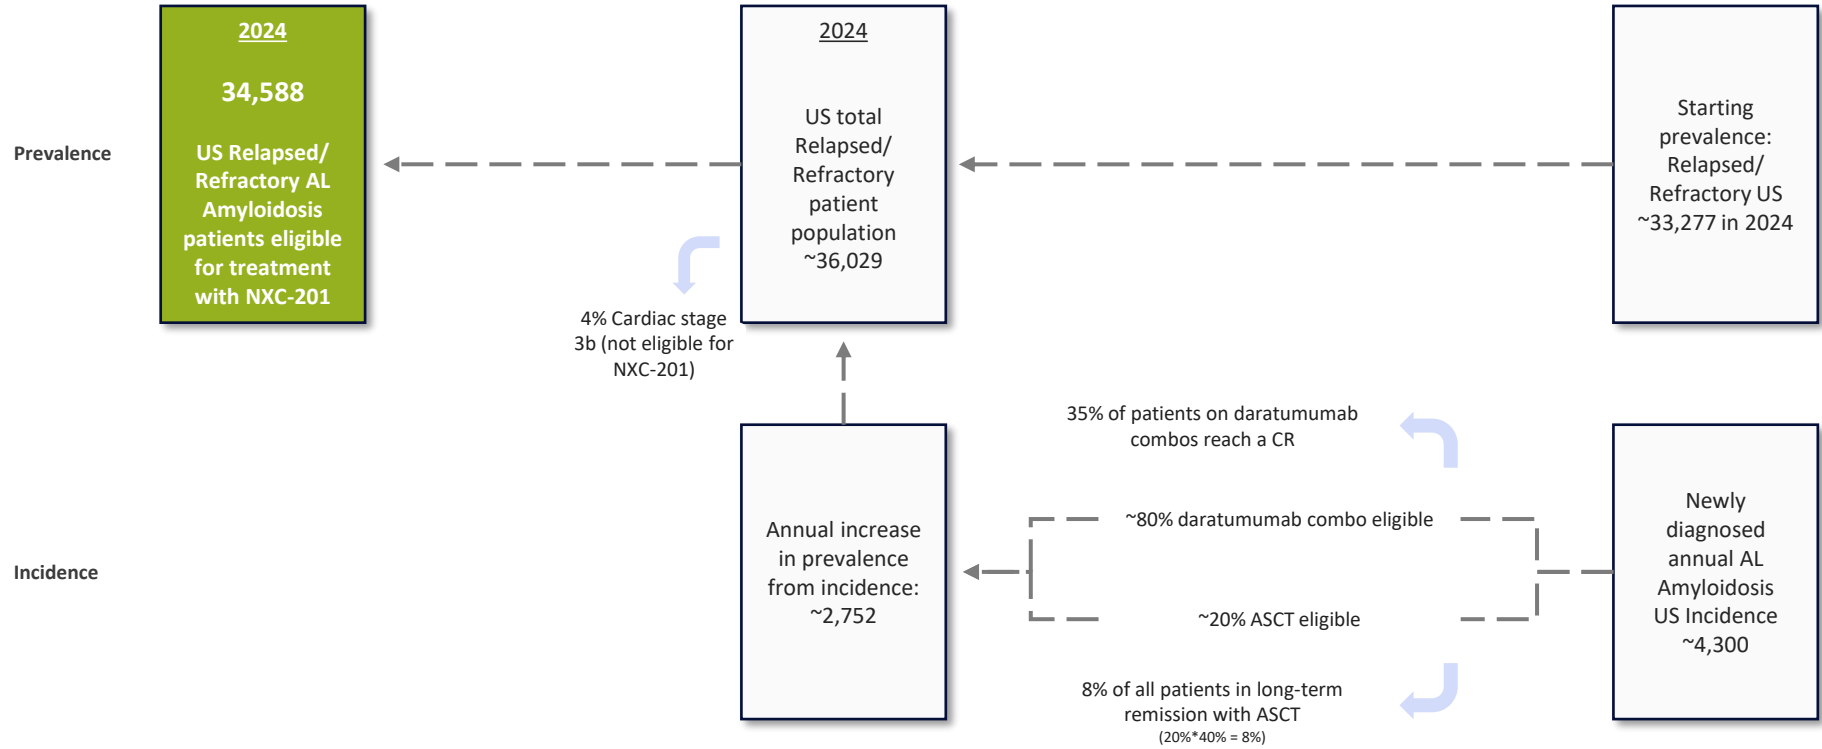 Prevalence
2024
34,588
US Relapsed/
Refractory AL
Amyloidosis
patients eligible
for treatment
with NXC-201
2024
US total
Relapsed/
Refractory
patient
population
~36,029
Starting
prevalence:
Relapsed/
Refractory US
~33,277 in 2024
4% Cardiac stage
3b (not eligible for
NXC-201)
Incidence
Annual increase
in prevalence
from incidence:
~2,752
35% of patients on daratumumab
combos reach a CR
~80% daratumumab combo eligible
~20% ASCT eligible
8% of all patients in long-term
remission with ASCT
(20%*40% = 8%)
Newly
diagnosed
annual AL
Amyloidosis
US Incidence
~4,300